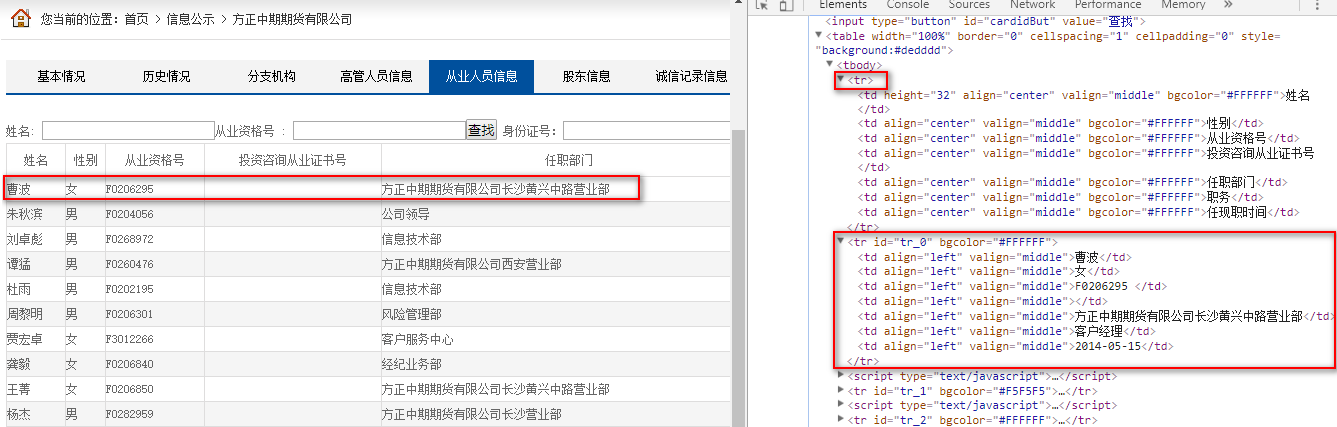 您当前的位置：首页 > 信息公示 > 方正中期期货有限公司
基本情况 历史情况 分支机构 高管人员信息 从业人员信息 股东信息 诚信记录信息
姓名: 从业资格号 : 查找 身份证号:
姓名 性别 从业资格号 投资咨询从业证书号 任职部门
曹波 女 F0206295 方正中期期货有限公司长沙黄兴中路营业部
朱秋滨 男 F0204056 公司领导
刘卓彪 男 F0268972 信息技术部
谭猛 男 F0260476 方正中期期货有限公司西安营业部
杜雨 男 F0202195 信息技术部
周黎明 男 F0206301 风险管理部
贾宏卓 女 F3012266 客户服务中心
龚毅 男 F0206840 经纪业务部
王菁 女 F0206850 方正中期期货有限公司长沙黄兴中路营业部
杨杰 男 F0282959 方正中期期货有限公司长沙黄兴中路营业部
Elements Console Sources Network Performance Memory »
<input type="button" id="cardidBut" value="查找">
<table width="100%" border="0" cellspacing="1" cellpadding="0" style=
"background:#dedddd">
<tbody>
<tr>
<td height="32" align="center" valign="middle" bgcolor="#FFFFFF">姓名
</td>
<td align="center" valign="middle" bgcolor="#FFFFFF">性别</td>
<td align="center" valign="middle" bgcolor="#FFFFFF">从业资格号</td>
<td align="center" valign="middle" bgcolor="#FFFFFF">投资咨询从业证书号
</td>
<td align="center" valign="middle" bgcolor="#FFFFFF">任职部门</td>
<td align="center" valign="middle" bgcolor="#FFFFFF">职务</td>
<td align="center" valign="middle" bgcolor="#FFFFFF">任现职时间</td>
</tr>
<tr id="tr_0" bgcolor="#FFFFFF">
<td align="left" valign="middle">曹波</td>
<td align="left" valign="middle">女</td>
<td align="left" valign="middle">F0206295 </td>
<td align="left" valign="middle"></td>
<td align="left" valign="middle">方正中期期货有限公司长沙黄兴中路营业部</td>
<td align="left" valign="middle">客户经理</td>
<td align="left" valign="middle">2014-05-15</td>
</tr>
<script type="text/javascript">…</script>
<tr id="tr_1" bgcolor="#F5F5F5">…</tr>
<script type="text/javascript">…</script>
<tr id="tr_2" bgcolor="#FFFFFF">…</tr>